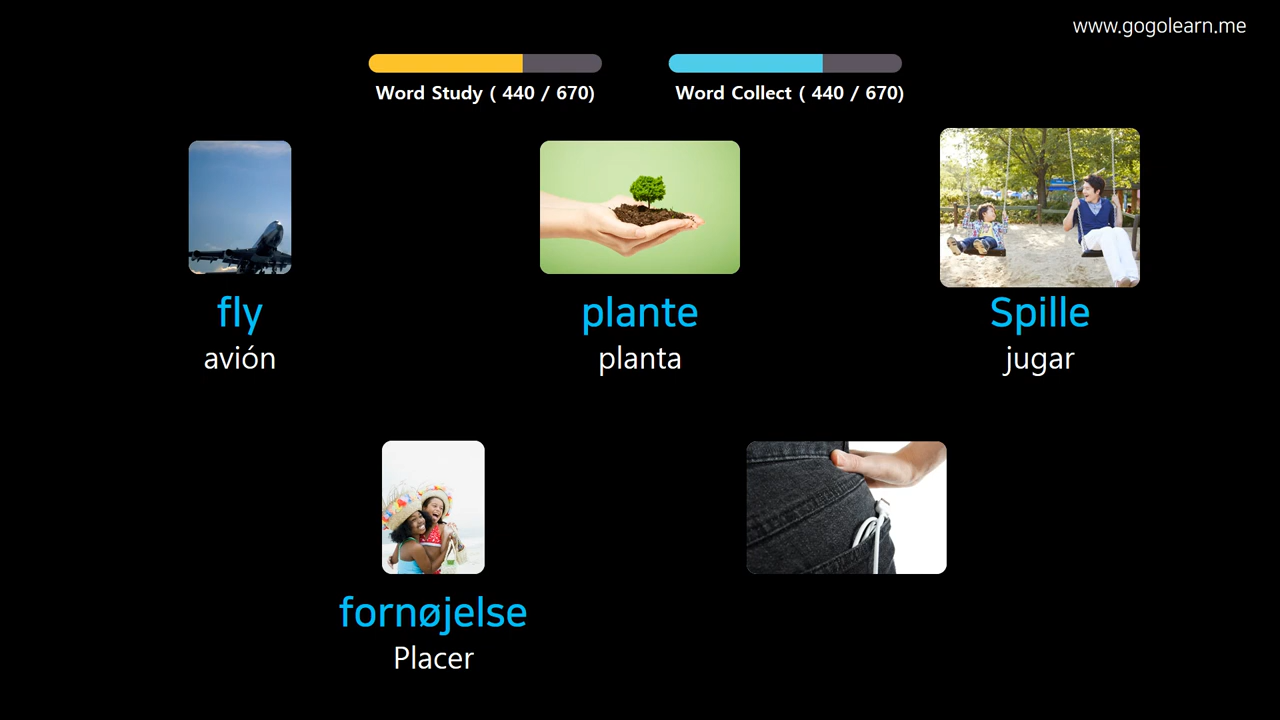 www.gogolearn.me
Word Study ( 440 / 670)
Word Collect ( 440 / 670)
fly
avión
plante
planta
Spille
jugar
fornøjelse
Placer